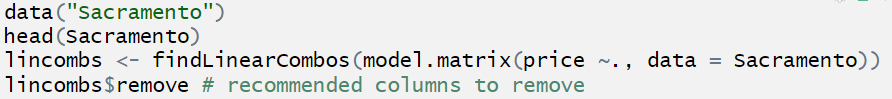 data("Sacramento")
head(Sacramento)
lincombs <- findLinearCombos(model.matrix(price ~., data = Sacramento))
lincombs$remove # recommended columns to remove